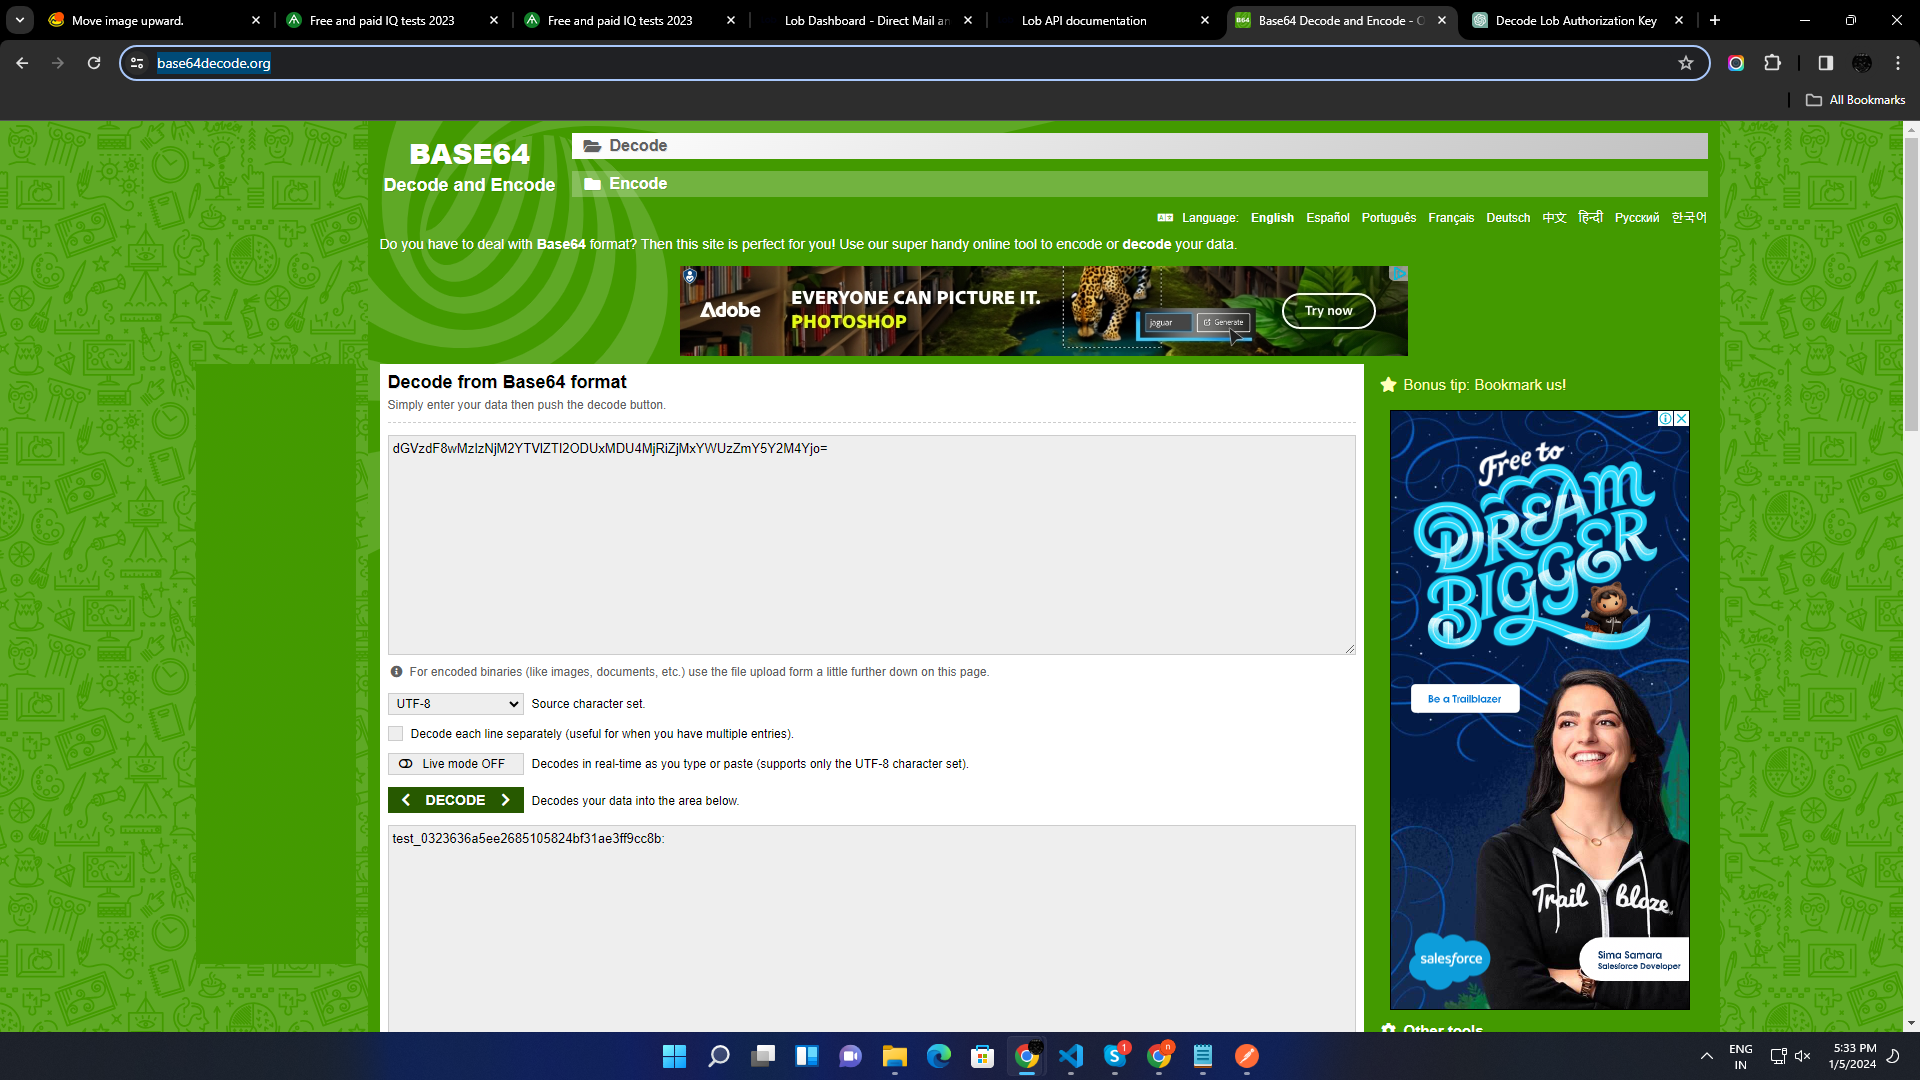 Move image upward.
Free and paid IQ tests 2023
Free and paid IQ tests 2023
Lob Dashboard - Direct Mail an
Lob API documentation
Base64 Decode and Encode - O
Decode Lob Authorization Key
base64decode.org
All Bookmarks
BASE64
Decode and Encode
Decode
Encode
Language: English Español Português Français Deutsch 中文 हिन्दी Русский 한국어
Do you have to deal with Base64 format? Then this site is perfect for you! Use our super handy online tool to encode or decode your data.
Adobe
EVERYONE CAN PICTURE IT.
PHOTOSHOP
jaguar
Generate
Try now
Decode from Base64 format
Simply enter your data then push the decode button.
dGVzdF8wMzIzNjM2YTVlZTI2ODUxMDU4MjRiZjMxYWUzZmY5Y2M4Yjo=
For encoded binaries (like images, documents, etc.) use the file upload form a little further down on this page.
UTF-8
Source character set.
Decode each line separately (useful for when you have multiple entries).
Live mode OFF
Decodes in real-time as you type or paste (supports only the UTF-8 character set).
DECODE
Decodes your data into the area below.
test_0323636a5ee2685105824bf31ae3ff9cc8b:
Bonus tip: Bookmark us!
Free to
DREAM
BIGGER
Be a Trailblazer
Trail blaze
salesforce
Sima Samara
Salesforce Developer
Other tools
ENG
IN
5:33 PM
1/5/2024